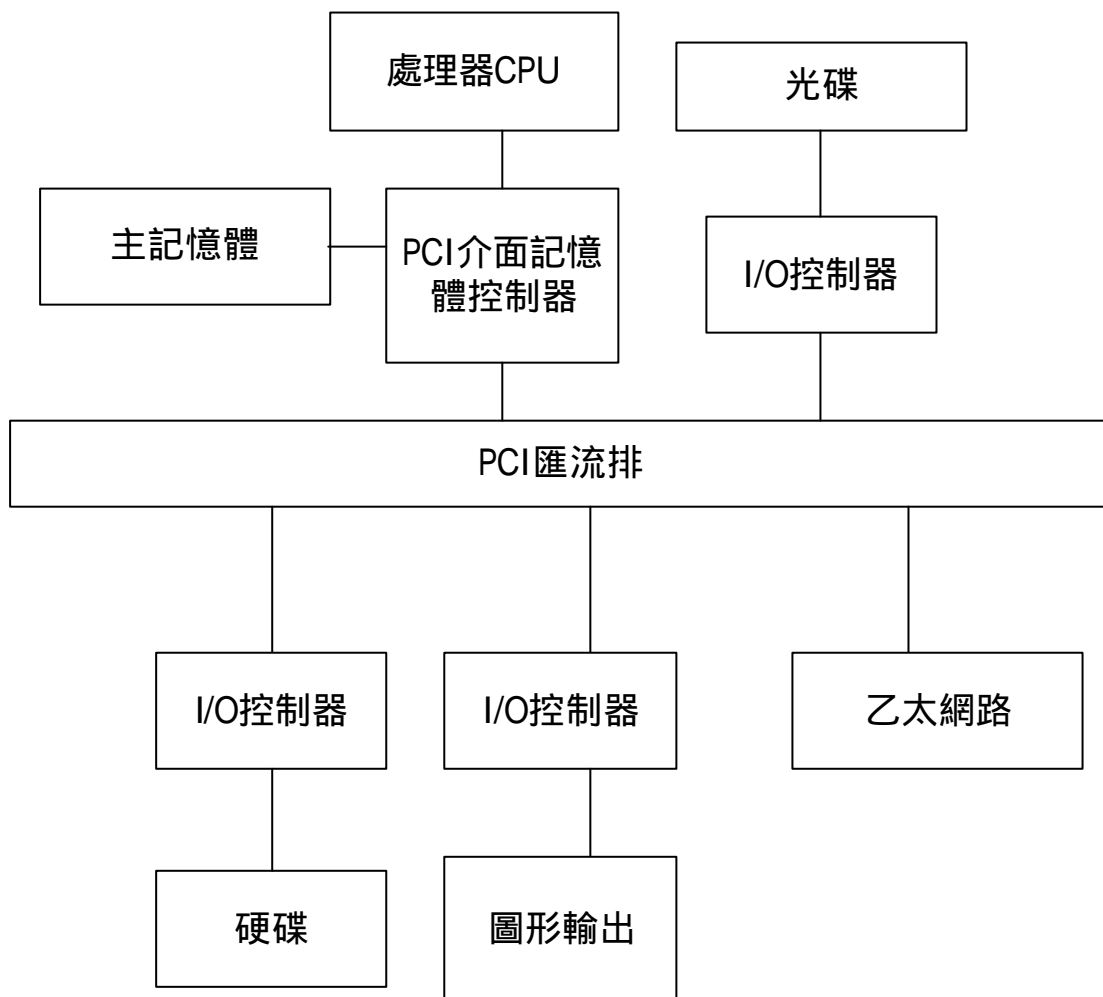 處理器CPU
光碟
主記憶體
PCI介面記憶
體控制器
I/O控制器
PCI匯流排
I/O控制器
I/O控制器
乙太網路
硬碟
圖形輸出